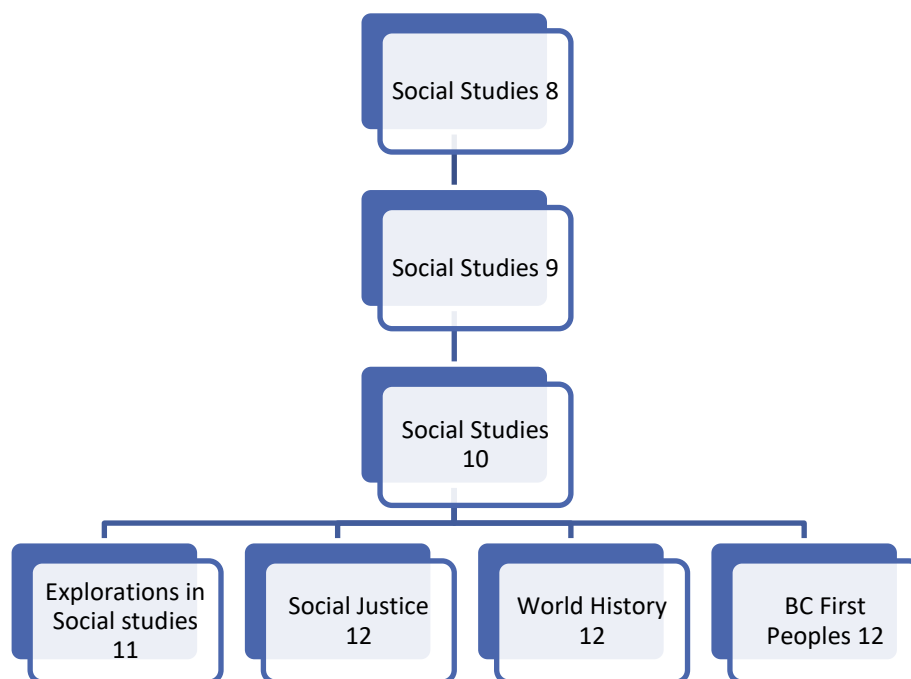 Social Studies 8
Social Studies 9
Social Studies
10
Explorations in
Social studies
11
Social Justice
12
World History
12
BC First
Peoples 12